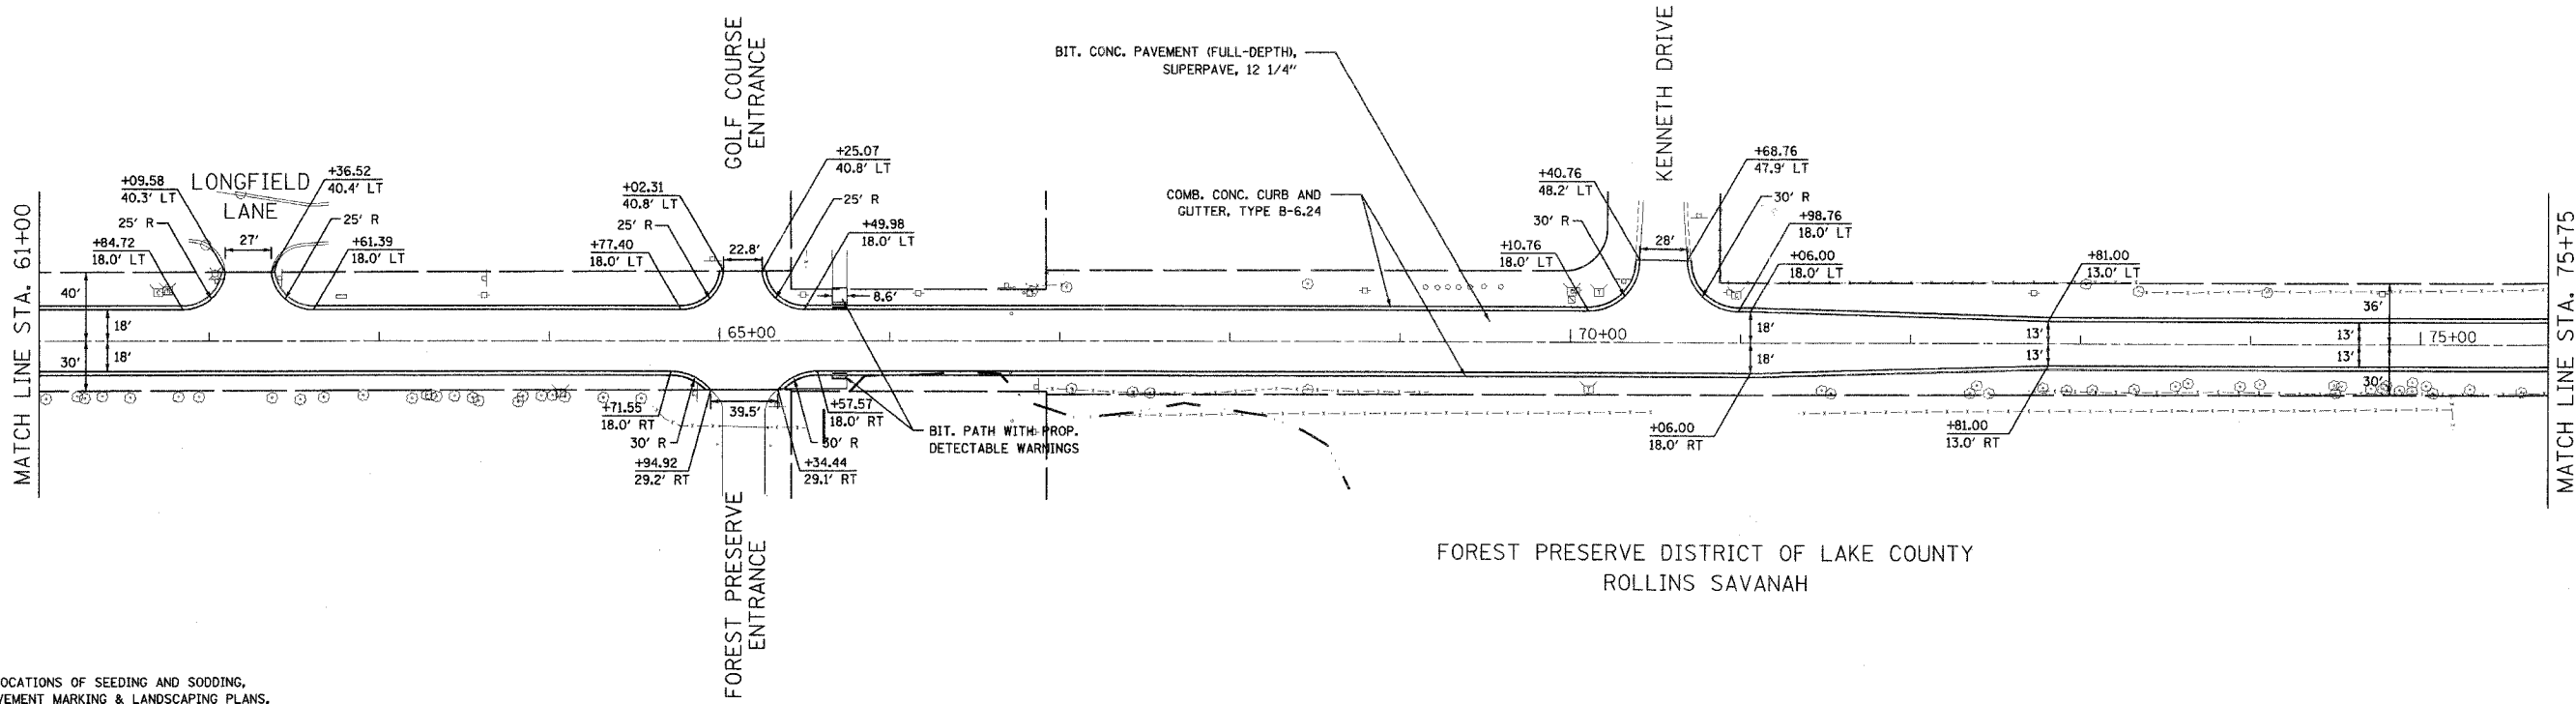 MATCH LINE STA. 61+00
LONGFIELD
LANE
+09.58
40.3' LT
+36.52
40.4' LT
25' R
25' R
27'
+84.72
18.0' LT
+61.39
18.0' LT
40'
18'
18'
30'
GOLF COURSE
ENTRANCE
+02.31
40.8' LT
+25.07
40.8' LT
25' R
25' R
+77.40
18.0' LT
22.8'
+49.98
18.0' LT
8.6'
65+00
+71.55
18.0' RT
30' R
+94.92
29.2' RT
39.5'
+57.57
18.0' RT
30' R
+34.44
29.1' RT
BIT. PATH WITH PROP.
DETECTABLE WARNINGS
FOREST PRESERVE
ENTRANCE
BIT. CONC. PAVEMENT (FULL-DEPTH),
SUPERPAVE, 12 1/4"
COMB. CONC. CURB AND
GUTTER, TYPE B-6.24
KENNETH DRIVE
+40.76
48.2' LT
+68.76
47.9' LT
30' R
30' R
28'
+10.76
18.0' LT
+98.76
18.0' LT
+06.00
18.0' LT
+81.00
13.0' LT
70+00
18'
18'
13'
13'
13'
13'
36'
30'
75+00
+06.00
18.0' RT
+81.00
13.0' RT
MATCH LINE STA. 75+75
FOREST PRESERVE DISTRICT OF LAKE COUNTY
ROLLINS SAVANAH
OCATIONS OF SEEDING AND SODDING,
VEMENT MARKING & LANDSCAPING PLANS.